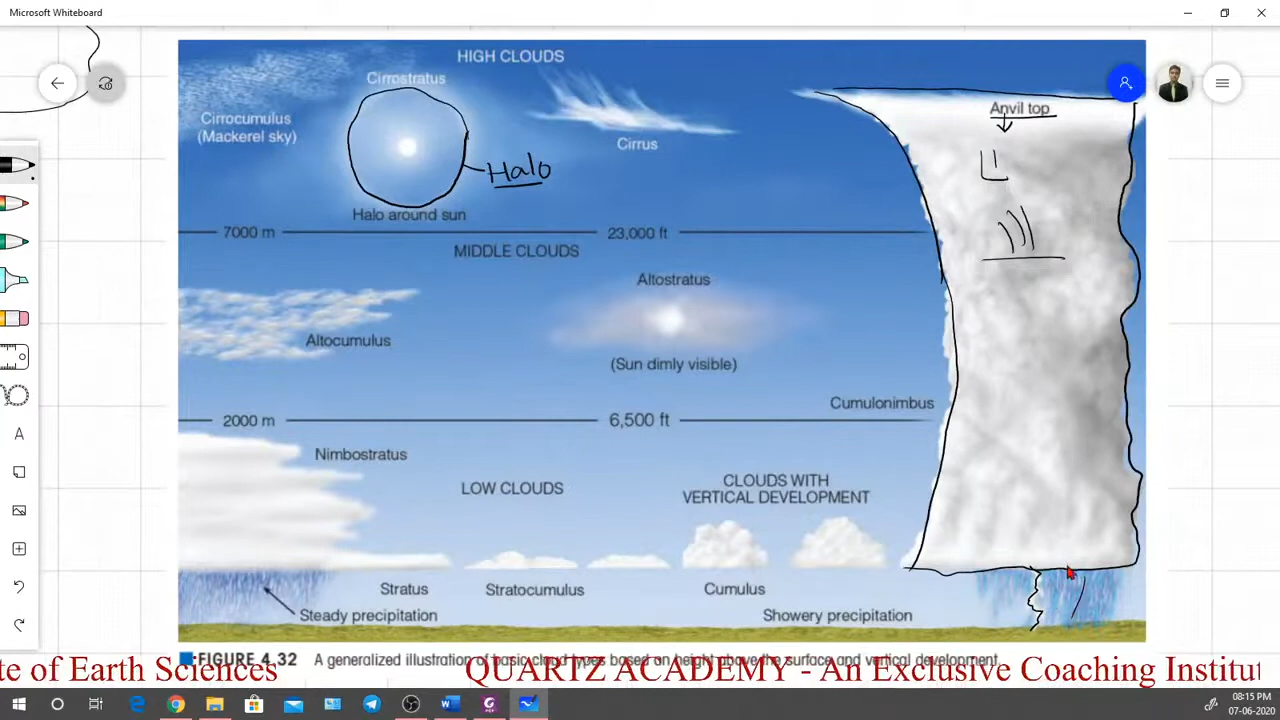 Microsoft Whiteboard
HIGH CLOUDS
Cirrostratus
Cirrocumulus
(Mackerel sky)
Cirrus
Anvil top
Halo
Halo around sun
7000 m
23,000 ft
MIDDLE CLOUDS
Altostratus
Altocumulus
(Sun dimly visible)
Cumulonimbus
2000 m
6,500 ft
Nimbostratus
LOW CLOUDS
CLOUDS WITH
VERTICAL DEVELOPMENT
Stratus
Stratocumulus
Cumulus
Steady precipitation
Showery precipitation
FIGURE 4.32 A generalized illustration of basic cloud types based on height above the surface and vertical development
te of Earth Sciences QUARTZ ACADEMY - An Exclusive Coaching Institu
A
08:15 PM
07-06-2020